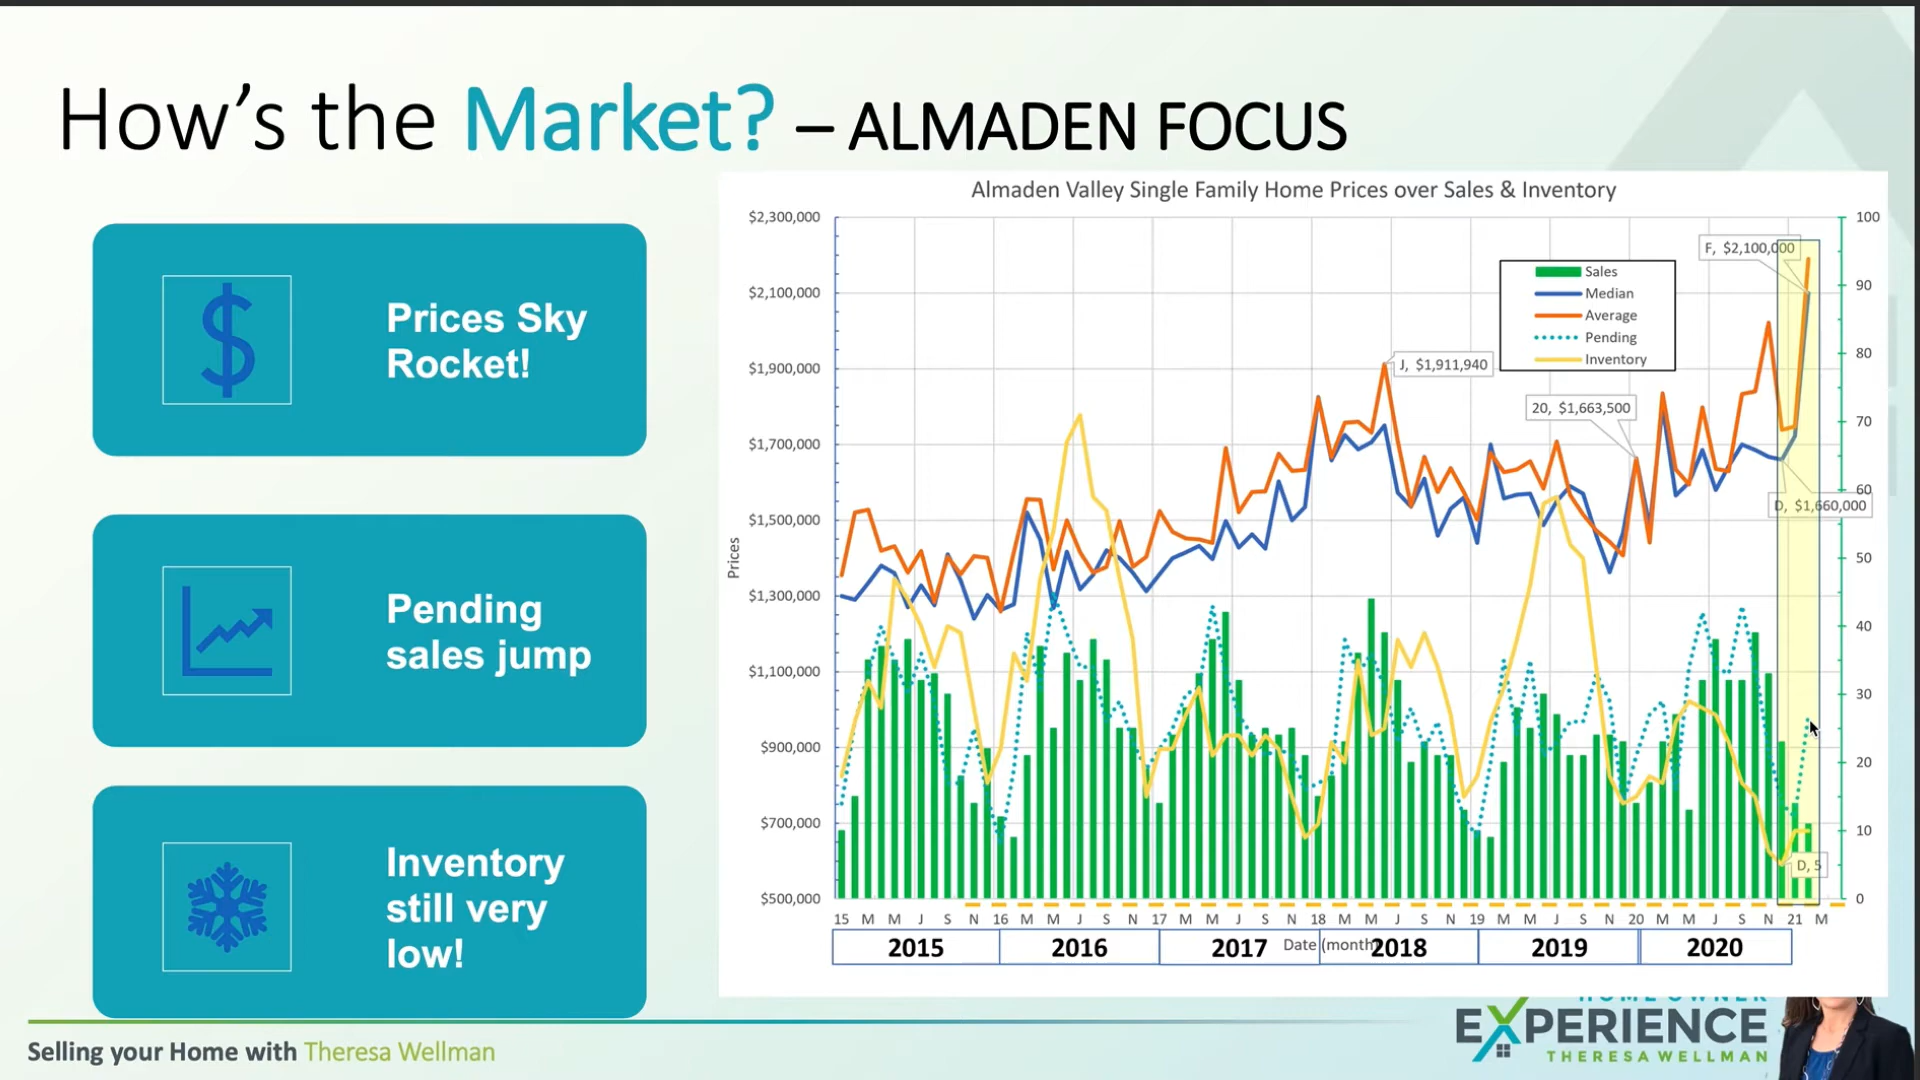 How's the Market? – ALMADEN FOCUS
Prices Sky
Rocket!
Pending
sales jump
Inventory
still very
low!
Almaden Valley Single Family Home Prices over Sales & Inventory
$2,300,000
$2,100,000
$1,900,000
$1,700,000
$1,500,000
$1,300,000
$1,100,000
$900,000
$700,000
$500,000
Prices
100
90
80
70
60
50
40
30
20
10
0
Sales
Median
Average
Pending
Inventory
F, $2,100,000
J, $1,911,940
20, $1,663,500
D, $1,660,000
D, 5
15 M M J S N 16 M M J S N 17 M M J S N 18 M M J S N 19 M M J S N 20 M M J S N 21 M
Date (month)
2015 2016 2017 2018 2019 2020
Selling your Home with Theresa Wellman
HOME OWNER
EXPERIENCE
THERESA WELLMAN